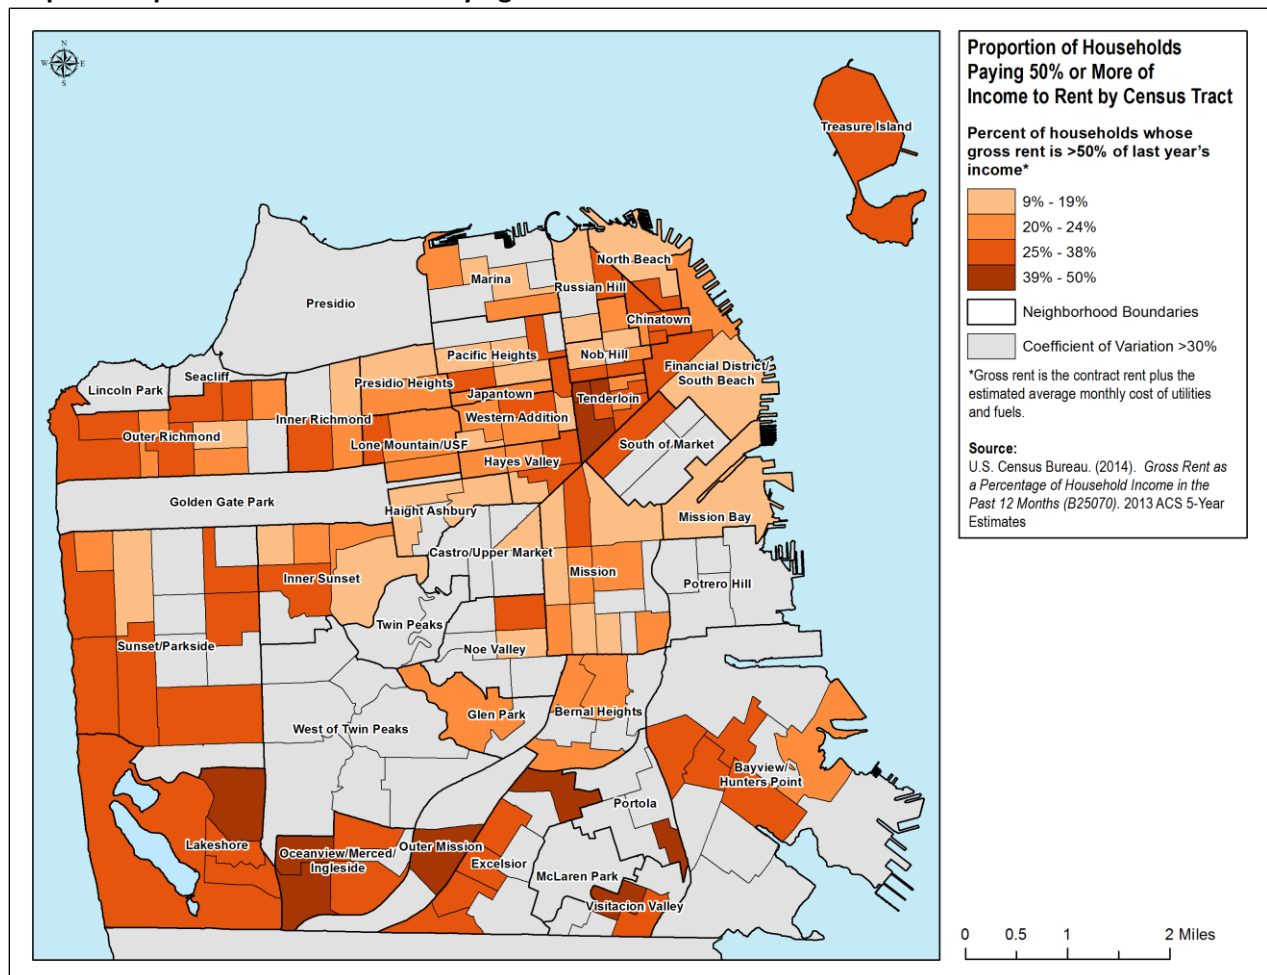 N
W E
S
Treasure Island
North Beach
Marina
Russian Hill
Presidio
Chinatown
Pacific Heights
Nob Hill
Financial District/
South Beach
Seacliff
Lincoln Park
Presidio Heights
Japantown
Tenderloin
Inner Richmond
Western Addition
Outer Richmond
Lone Mountain/USF
South of Market
Hayes Valley
Golden Gate Park
Haight Ashbury
Mission Bay
Castro/Upper Market
Inner Sunset
Mission
Potrero Hill
Twin Peaks
Sunset/Parkside
Noe Valley
Glen Park
Bernal Heights
West of Twin Peaks
Bayview/
Hunters Point
Portola
Lakeshore
Oceanview/Merced/
Ingleside
Outer Mission
Excelsior
McLaren Park
Visitacion Valley
Proportion of Households
Paying 50% or More of
Income to Rent by Census Tract
Percent of households whose
gross rent is >50% of last year's
income*
9% - 19%
20% - 24%
25% - 38%
39% - 50%
Neighborhood Boundaries
Coefficient of Variation >30%
*Gross rent is the contract rent plus the
estimated average monthly cost of utilities
and fuels.
Source:
U.S. Census Bureau. (2014). Gross Rent as
a Percentage of Household Income in the
Past 12 Months (B25070). 2013 ACS 5-Year
Estimates
0 0.5 1 2 Miles